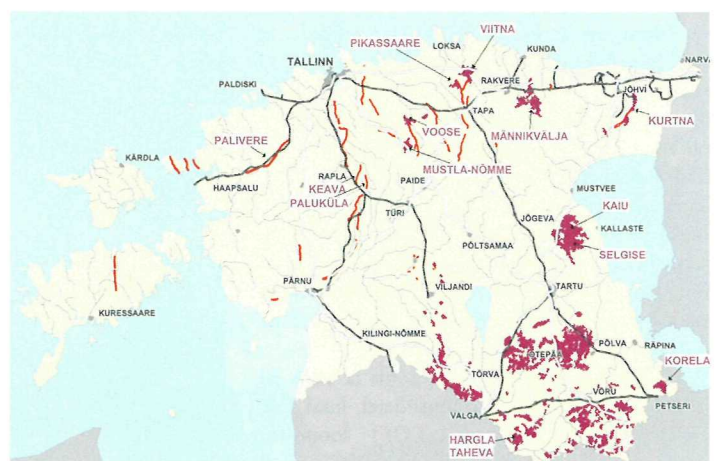 VIITNA
PIKASSAARE
LOKSA
KUNDA
TALLINN
NARVA
RAKVERE
PALDISKI
JÕHVI
TAPA
VOOSE
MÄNNIKVÄLJA
KURTNA
PALIVERE
KÄRDLA
MUSTLA-NÕMME
RAPLA
KEAVA
PAIDE
HAAPSALU
MUSTVEE
PALUKÜLA
KAIU
TÜRI
JÕGEVA
KALLASTE
PÕLTSAMAA
SELGISE
PÄRNU
VILJANDI
TARTU
KURESSAARE
KILINGI-NÕMME
OTEPÄÄ
PÕLVA
RÄPINA
TÕRVA
KORELA
VÕRU
VALGA
PETSERI
HARGLA
TAHEVA